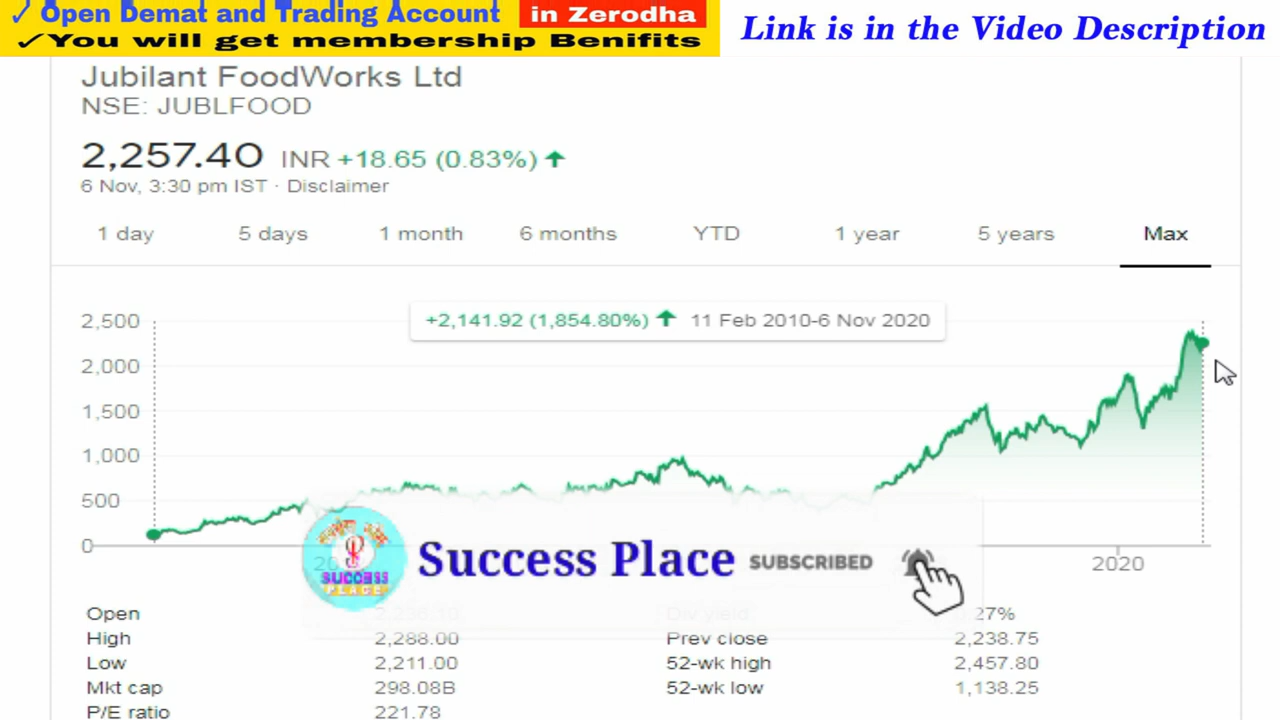 ✓ Open Demat and Trading Account in Zerodha
✓You will get membership Benifits
Link is in the Video Description
Jubilant FoodWorks Ltd
NSE: JUBLFOOD
2,257.40 INR +18.65 (0.83%) ↑
6 Nov, 3:30 pm IST · Disclaimer
1 day 5 days 1 month 6 months YTD 1 year 5 years Max
+2,141.92 (1,854.80%) ↑ 11 Feb 2010-6 Nov 2020
2,500
2,000
1,500
1,000
500
0
2020
SUCCESS
PLACE
Success Place SUBSCRIBED
Open Div yield
High 2,288.00 Prev close 2,238.75
Low 2,211.00 52-wk high 2,457.80
Mkt cap 298.08B 52-wk low 1,138.25
P/E ratio 221.78